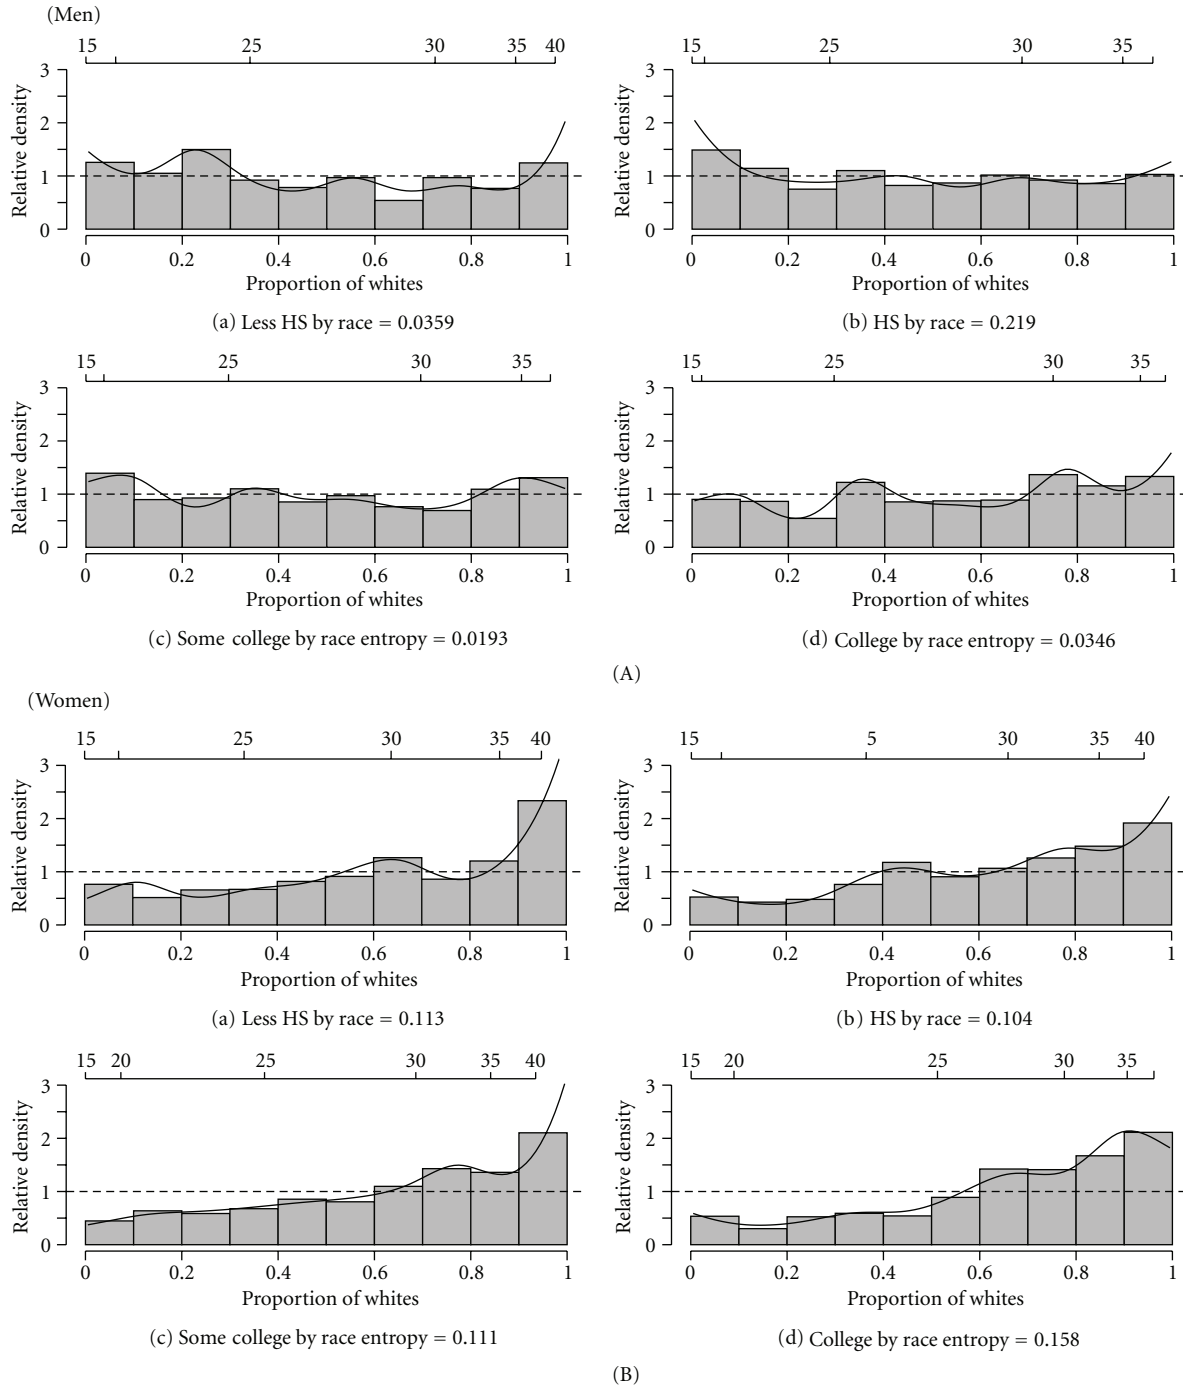 (Men)
15 25 30 35 40
15 25 30 35
3
2
1
0
Relative density
0 0.2 0.4 0.6 0.8 1
Proportion of whites
(a) Less HS by race = 0.0359
3
2
1
0
Relative density
0 0.2 0.4 0.6 0.8 1
Proportion of whites
(b) HS by race = 0.219
15 25 30 35
15 25 30 35
3
2
1
0
Relative density
0 0.2 0.4 0.6 0.8 1
Proportion of whites
(c) Some college by race entropy = 0.0193
3
2
1
0
Relative density
0 0.2 0.4 0.6 0.8 1
Proportion of whites
(d) College by race entropy = 0.0346
(A)
(Women)
15 25 30 35 40
15 5 30 35 40
3
2
1
0
Relative density
0 0.2 0.4 0.6 0.8 1
Proportion of whites
(a) Less HS by race = 0.113
3
2
1
0
Relative density
0 0.2 0.4 0.6 0.8 1
Proportion of whites
(b) HS by race = 0.104
15 20 25 30 35 40
15 20 25 30 35
3
2
1
0
Relative density
0 0.2 0.4 0.6 0.8 1
Proportion of whites
(c) Some college by race entropy = 0.111
3
2
1
0
Relative density
0 0.2 0.4 0.6 0.8 1
Proportion of whites
(d) College by race entropy = 0.158
(B)